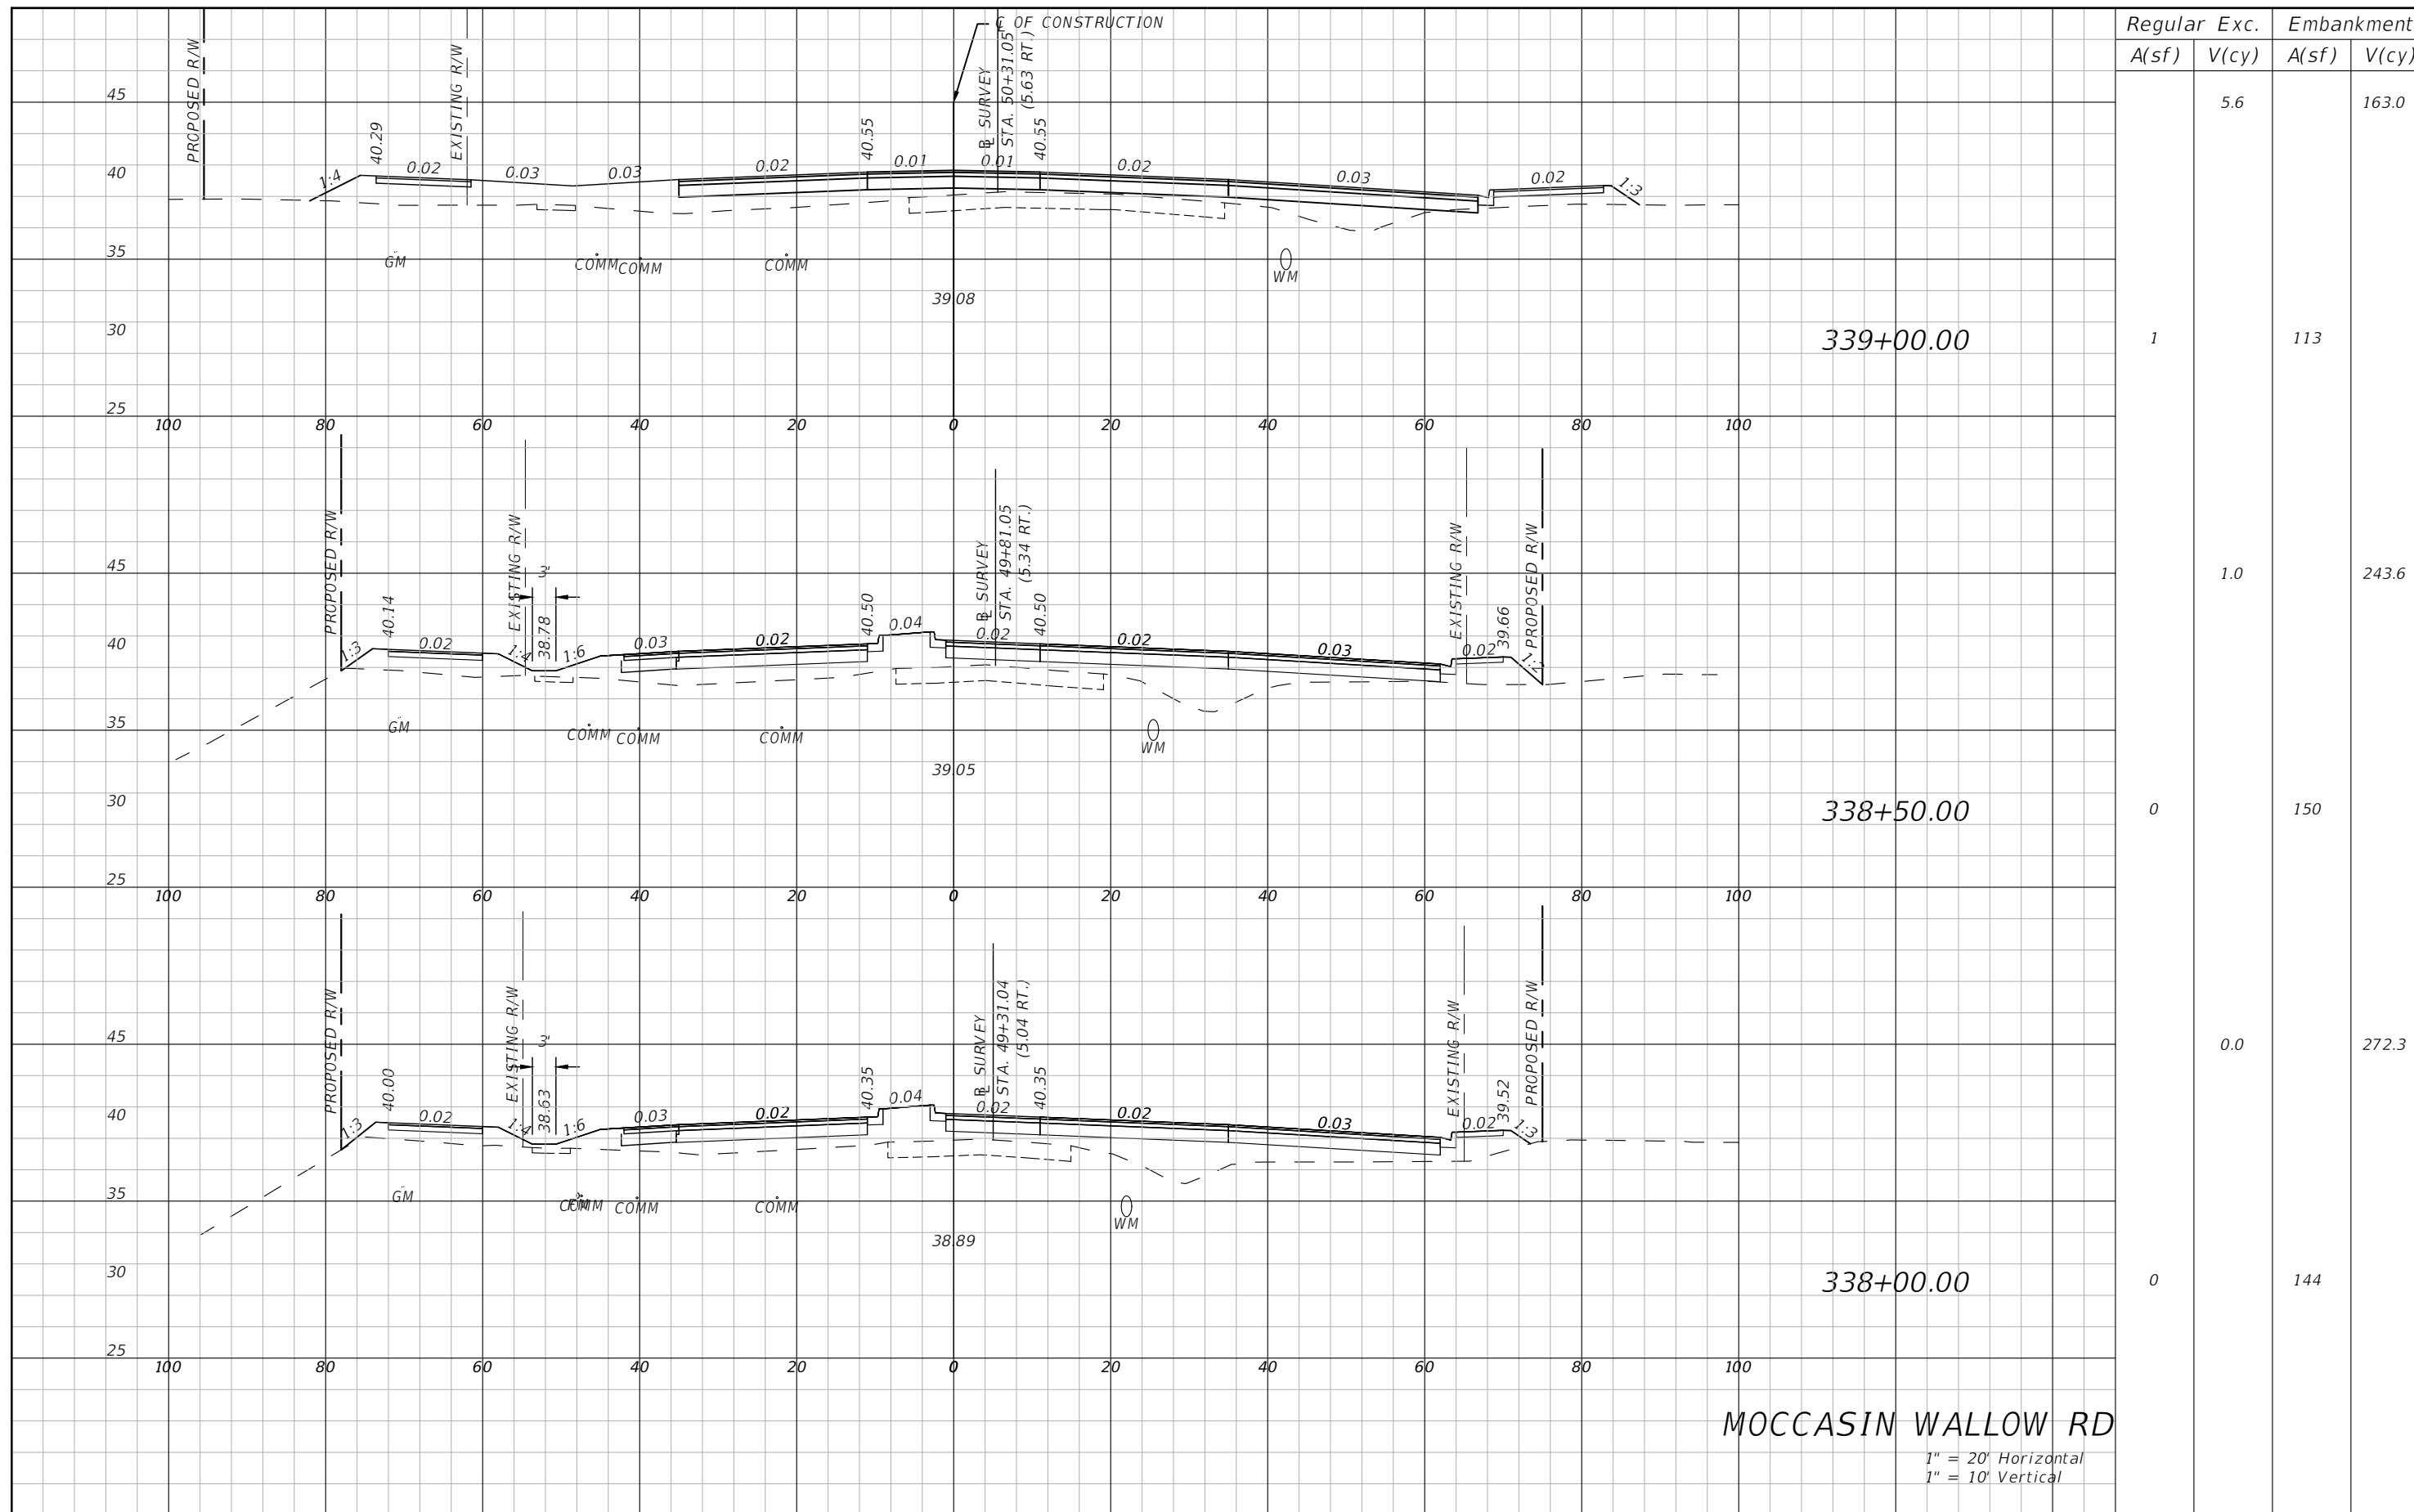 ℄ OF CONSTRUCTION
Regular Exc. Embankment
A(sf) V(cy) A(sf) V(cy)
PROPOSED R/W
EXISTING R/W
B̲L SURVEY
STA. 50+31.05
(5.63 RT.)
45
5.6 163.0
40.29
40.55
40.55
40
1:4
0.02
0.03
0.03
0.02
0.01
0.01
0.02
0.03
0.02
1:3
35
GM
COMM
COMM
COMM
WM
39.08
30
339+00.00
1 113
25
100 80 60 40 20 0 20 40 60 80 100
PROPOSED R/W
EXISTING R/W
3'
B̲L SURVEY
STA. 49+81.05
(5.34 RT.)
EXISTING R/W
PROPOSED R/W
45
1.0 243.6
40.14
38.78
40.50
40.50
39.66
40
1:3
0.02
1:4
1:6
0.03
0.02
0.04
0.02
0.02
0.03
0.02
1:2
35
GM
COMM
COMM
COMM
WM
39.05
30
338+50.00
0 150
25
100 80 60 40 20 0 20 40 60 80 100
PROPOSED R/W
EXISTING R/W
3'
B̲L SURVEY
STA. 49+31.04
(5.04 RT.)
EXISTING R/W
PROPOSED R/W
45
0.0 272.3
40.00
38.63
40.35
40.35
39.52
40
1:3
0.02
1:4
1:6
0.03
0.02
0.04
0.02
0.02
0.03
0.02
1:3
35
GM
COMM
COMM
COMM
WM
38.89
30
338+00.00
0 144
25
100 80 60 40 20 0 20 40 60 80 100
MOCCASIN WALLOW RD
1" = 20' Horizontal
1" = 10' Vertical